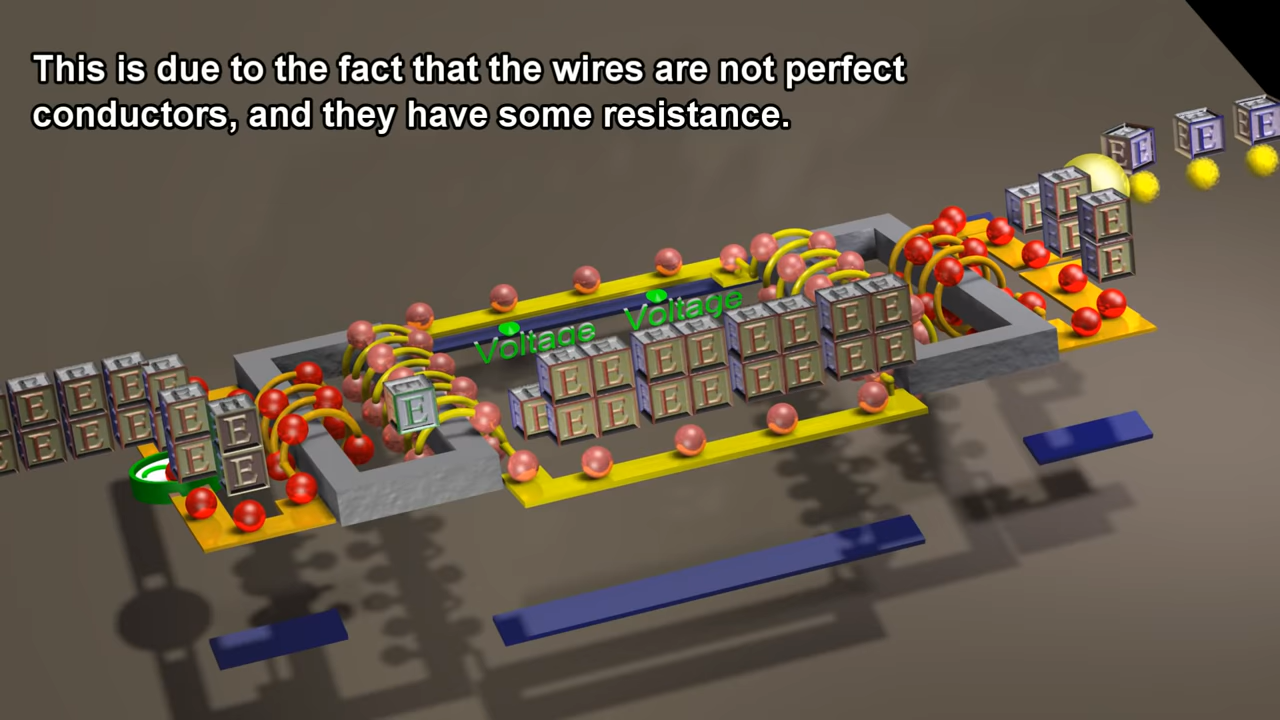 This is due to the fact that the wires are not perfect
conductors, and they have some resistance.
Voltage
Voltage
E E E E E E E E E E E E E E E E E E E E E E E E E E E E E E